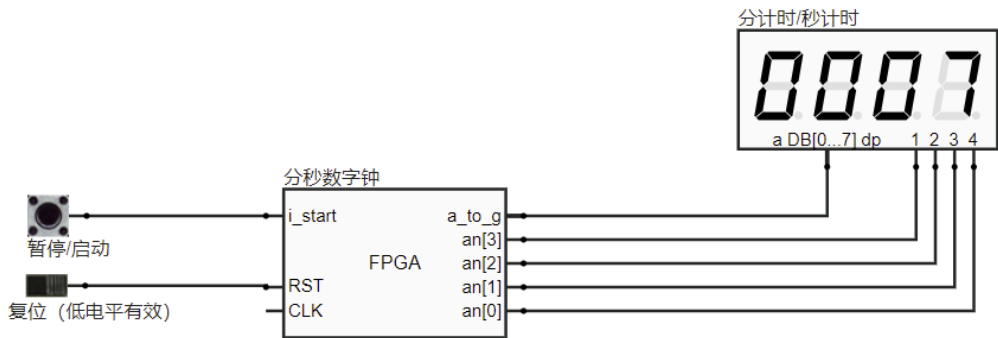 分计时/秒计时
0007
a DB[0...7] dp 1 2 3 4
分秒数字钟
i_start a_to_g
an[3]
暂停/启动
FPGA an[2]
RST an[1]
复位（低电平有效）
CLK an[0]